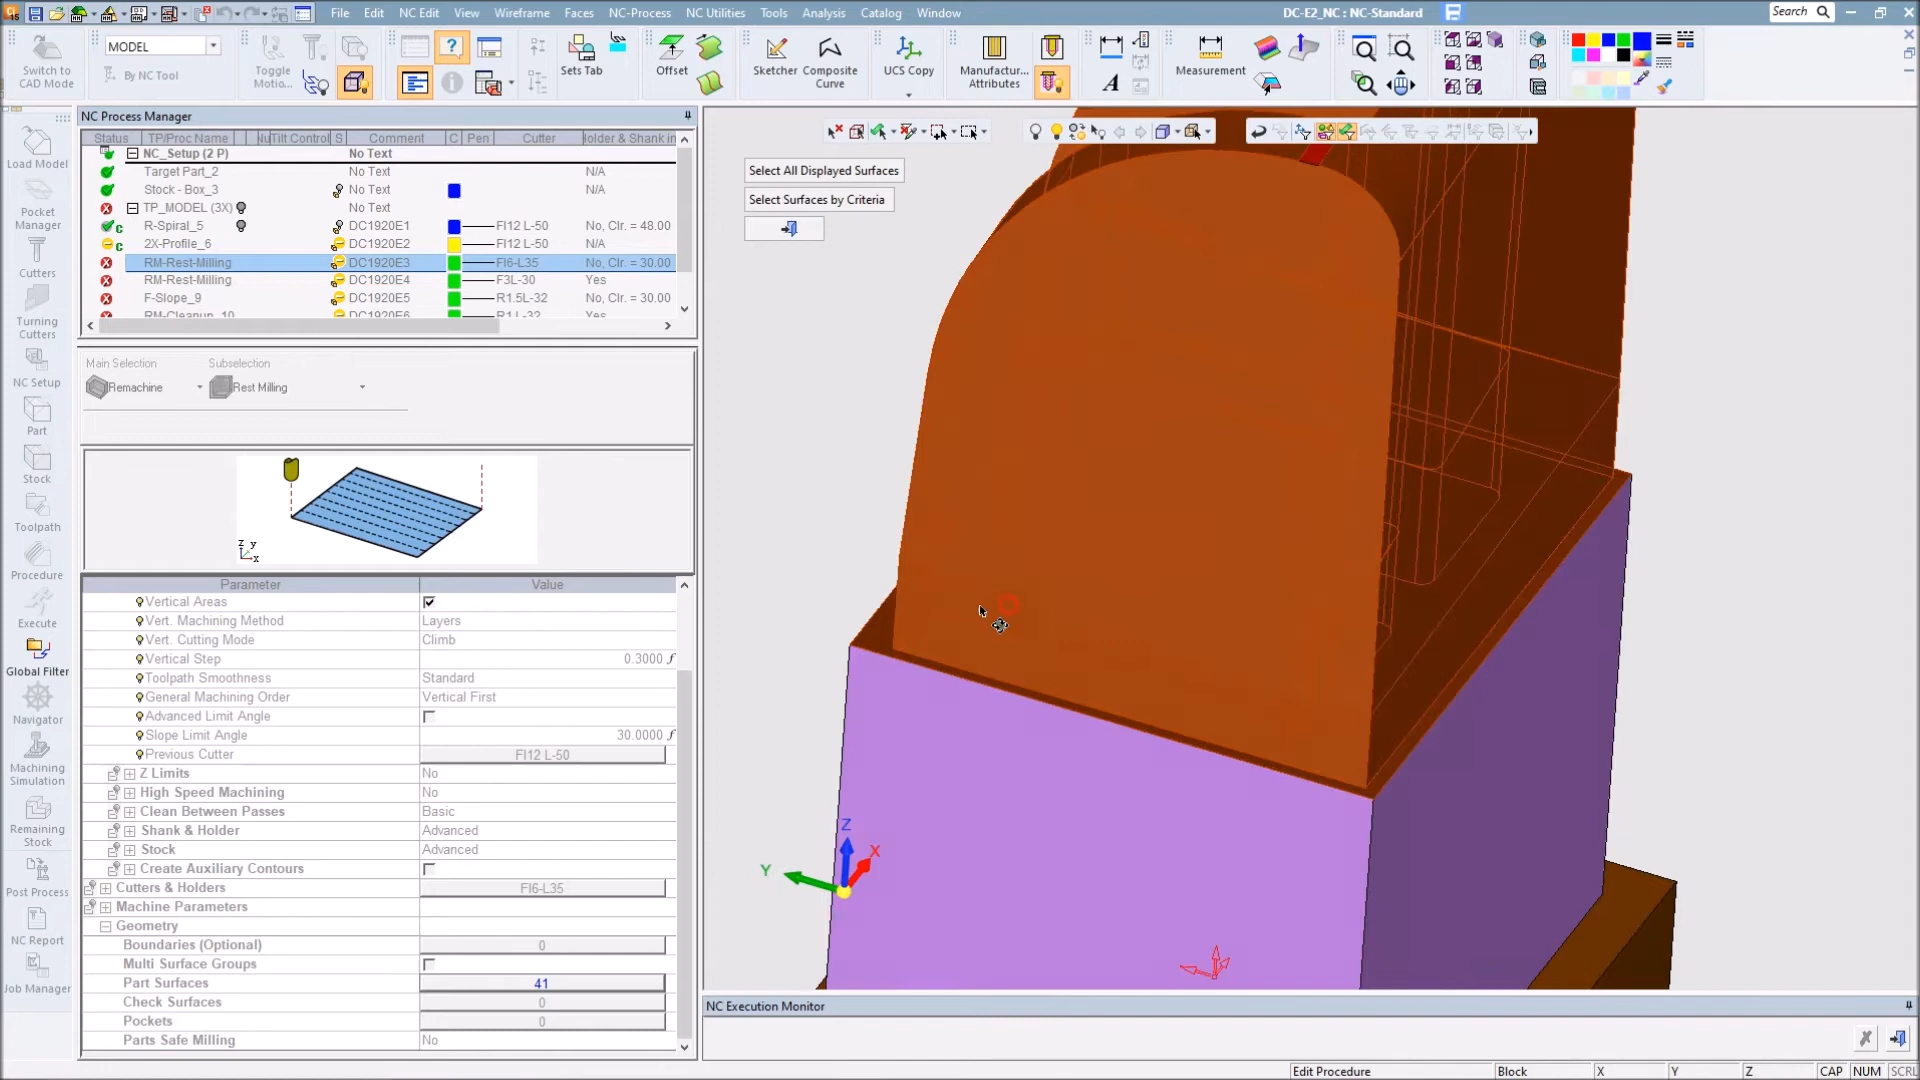 File Edit NC Edit View Wireframe Faces NC-Process NC Utilities Tools Analysis Catalog Window
DC-E2_NC : NC-Standard
Search
Switch to CAD Mode
MODEL
By NC Tool
Toggle Motio...
Sets Tab
Offset
Sketcher
Composite Curve
UCS Copy
Manufactur... Attributes
Measurement
A
NC Process Manager
Status TP/Proc Name Nu Tilt Control S Comment C Pen Cutter
NC_Setup (2 P) No Text
Target Part_2 No Text N/A
Stock - Box_3 No Text N/A
TP_MODEL (3X) No Text
R-Spiral_5 DC1920E1 FI12 L-50 No, Clr. = 48.00
2X-Profile_6 DC1920E2 FI12 L-50 N/A
RM-Rest-Milling DC1920E3 FI6-L35 No, Clr. = 30.00
RM-Rest-Milling DC1920E4 F3L-30 Yes
F-Slope_9 DC1920E5 R1.5L-32 No, Clr. = 30.00
RM-Cleanup_10 DC1920E6 R1 L-32 Yes
Load Model
Pocket Manager
Cutters
Turning Cutters
NC Setup
Part
Stock
Toolpath
Procedure
Execute
Global Filter
Navigator
Machining Simulation
Remaining Stock
Post Process
NC Report
Job Manager
Main Selection Subselection
Remachine Rest Milling
z y
x
Parameter Value
Vertical Areas
Vert. Machining Method Layers
Vert. Cutting Mode Climb
Vertical Step 0.3000 f
Toolpath Smoothness Standard
General Machining Order Vertical First
Advanced Limit Angle
Slope Limit Angle 30.0000 f
Previous Cutter FI12 L-50
Z Limits No
High Speed Machining No
Clean Between Passes Basic
Shank & Holder Advanced
Stock Advanced
Create Auxiliary Contours
Cutters & Holders FI6-L35
Machine Parameters
Geometry
Boundaries (Optional) 0
Multi Surface Groups
Part Surfaces 41
Check Surfaces 0
Pockets 0
Parts Safe Milling No
Select All Displayed Surfaces
Select Surfaces by Criteria
Z
X
Y
NC Execution Monitor
Edit Procedure Block X Y Z CAP NUM SCRL